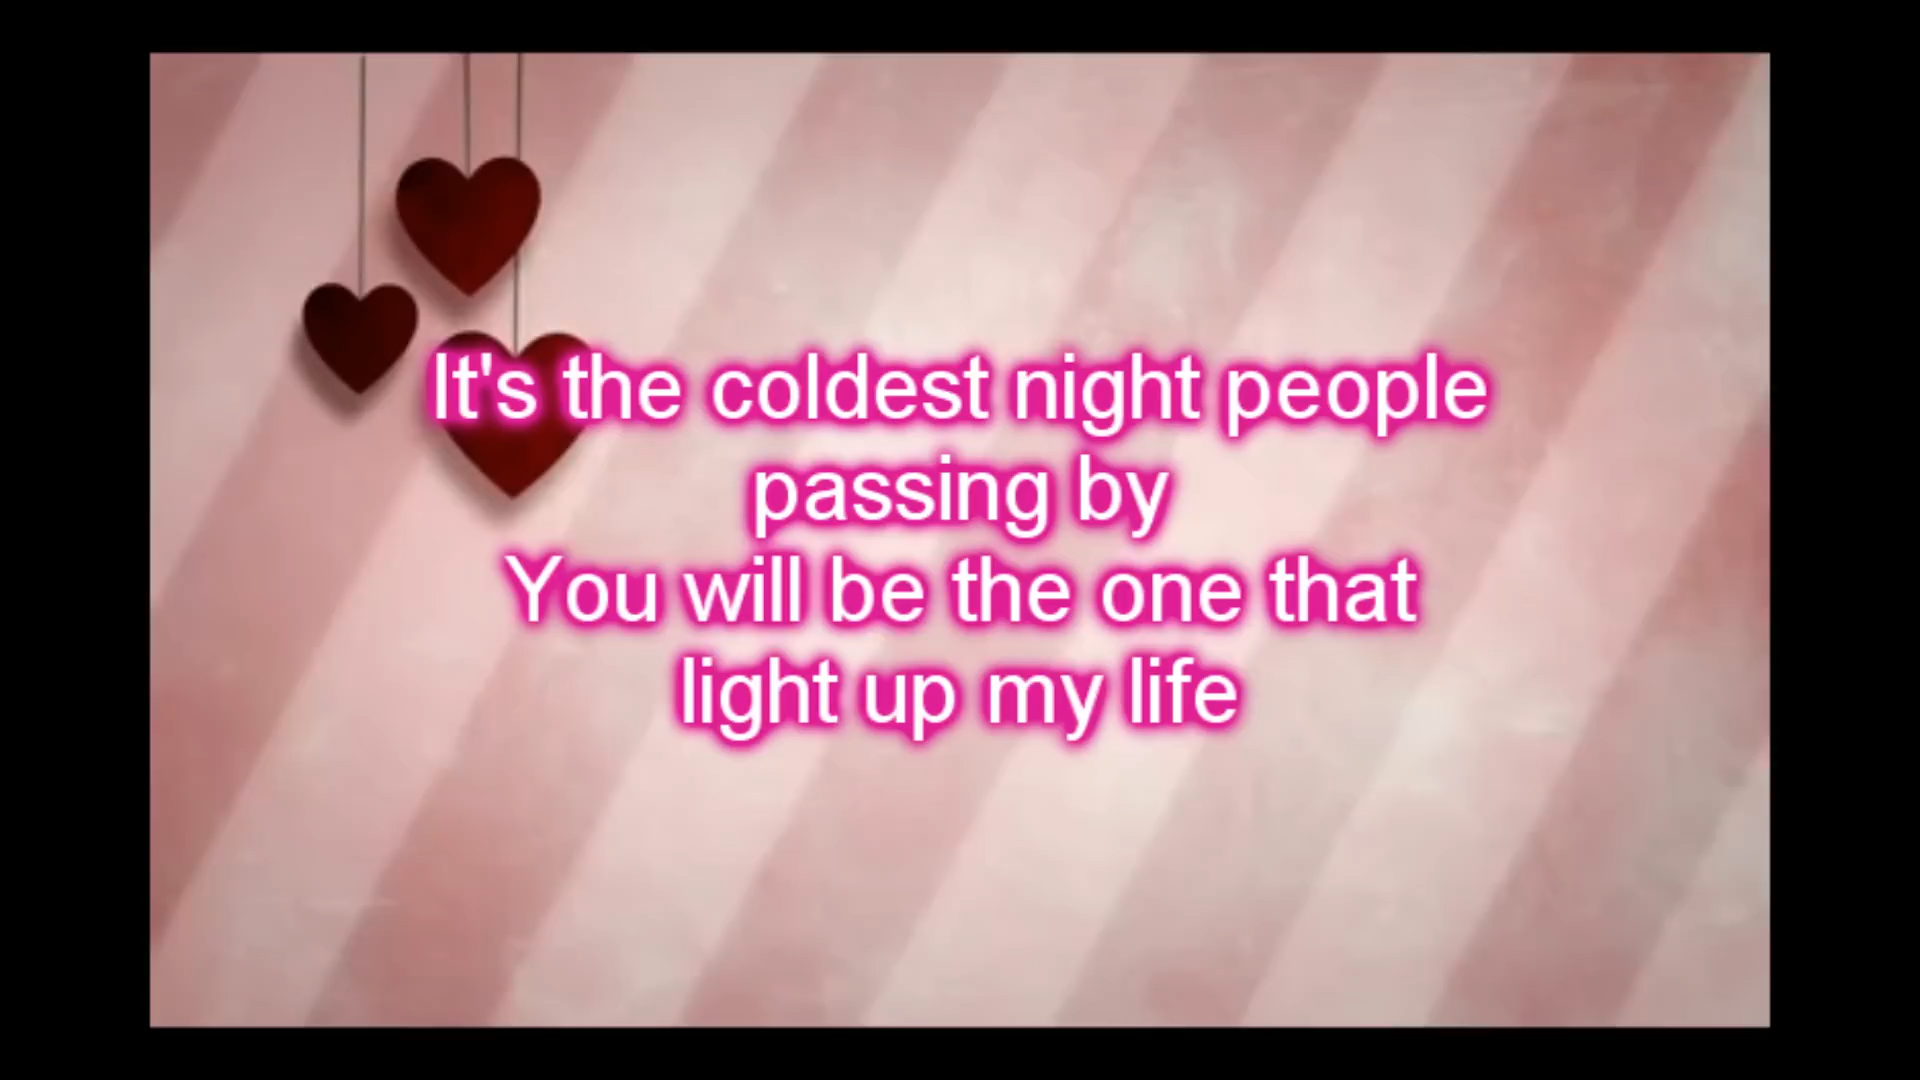 It's the coldest night people
passing by
You will be the one that
light up my life